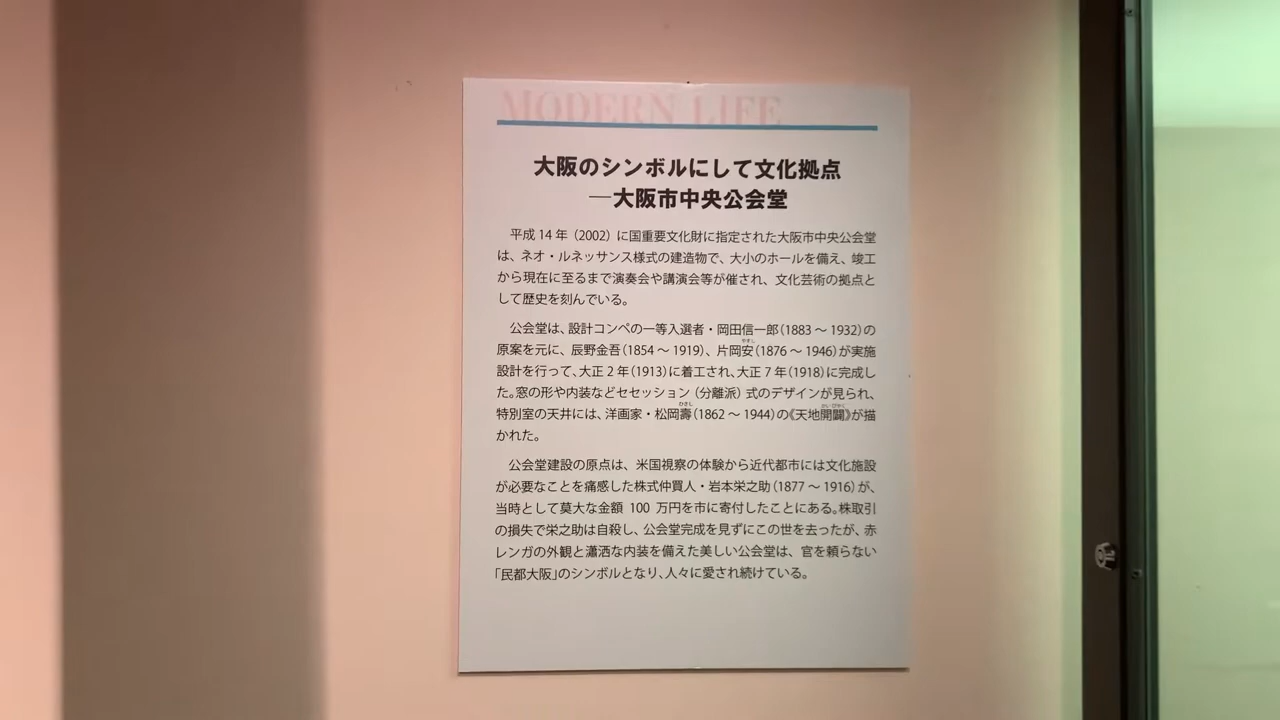 MODERN LIFE
大阪のシンボルにして文化拠点
―大阪市中央公会堂
平成 14 年（2002）に国重要文化財に指定された大阪市中央公会堂
は、ネオ・ルネッサンス様式の建造物で、大小のホールを備え、竣工
から現在に至るまで演奏会や講演会等が催され、文化芸術の拠点と
して歴史を刻んでいる。
公会堂は、設計コンペの一等入選者・岡田信一郎（1883 ～ 1932）の
やすし
原案を元に、辰野金吾（1854 ～ 1919）、片岡安（1876 ～ 1946）が実施
設計を行って、大正 2 年（1913）に着工され、大正 7 年（1918）に完成し
た。窓の形や内装などセセッション（分離派）式のデザインが見られ、
ひさし かいびゃく
特別室の天井には、洋画家・松岡壽（1862 ～ 1944）の《天地開闢》が描
かれた。
公会堂建設の原点は、米国視察の体験から近代都市には文化施設
が必要なことを痛感した株式仲買人・岩本栄之助（1877 ～ 1916）が、
当時として莫大な金額 100 万円を市に寄付したことにある。株取引
の損失で栄之助は自殺し、公会堂完成を見ずにこの世を去ったが、赤
レンガの外観と瀟洒な内装を備えた美しい公会堂は、官を頼らない
「民都大阪」のシンボルとなり、人々に愛され続けている。